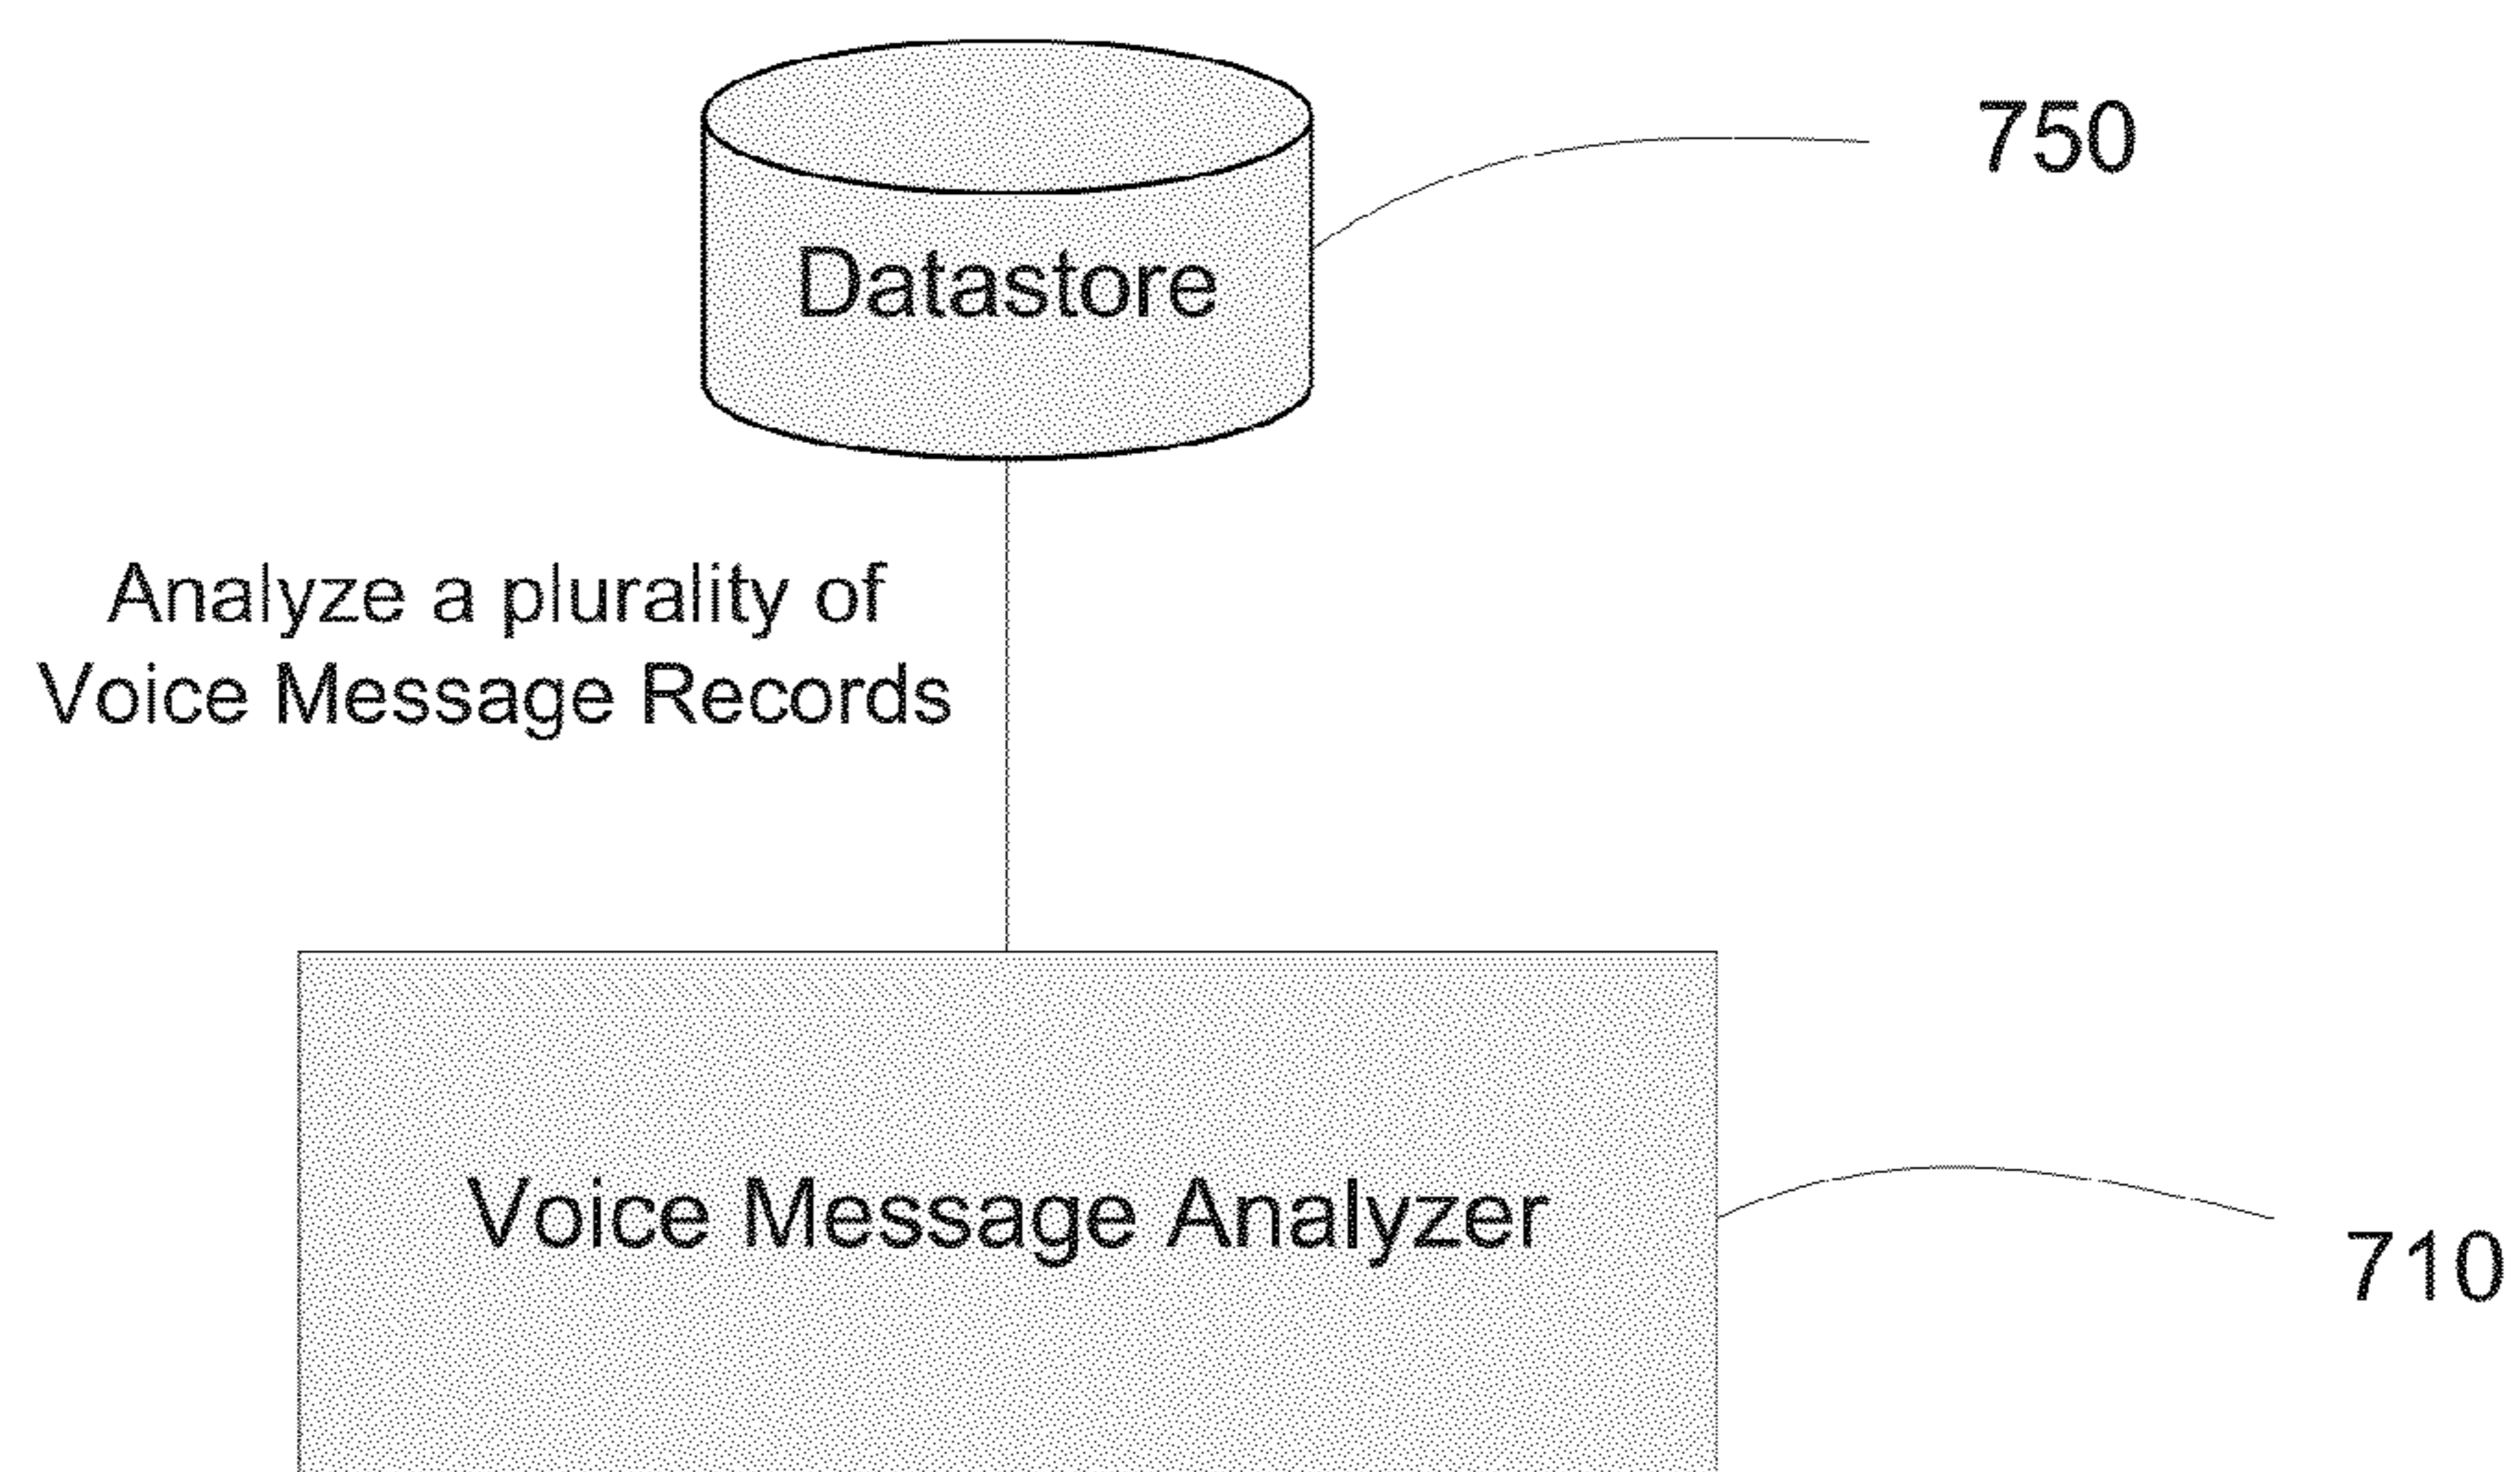 750
Datastore
Analyze a plurality of
Voice Message Records
Voice Message Analyzer
710